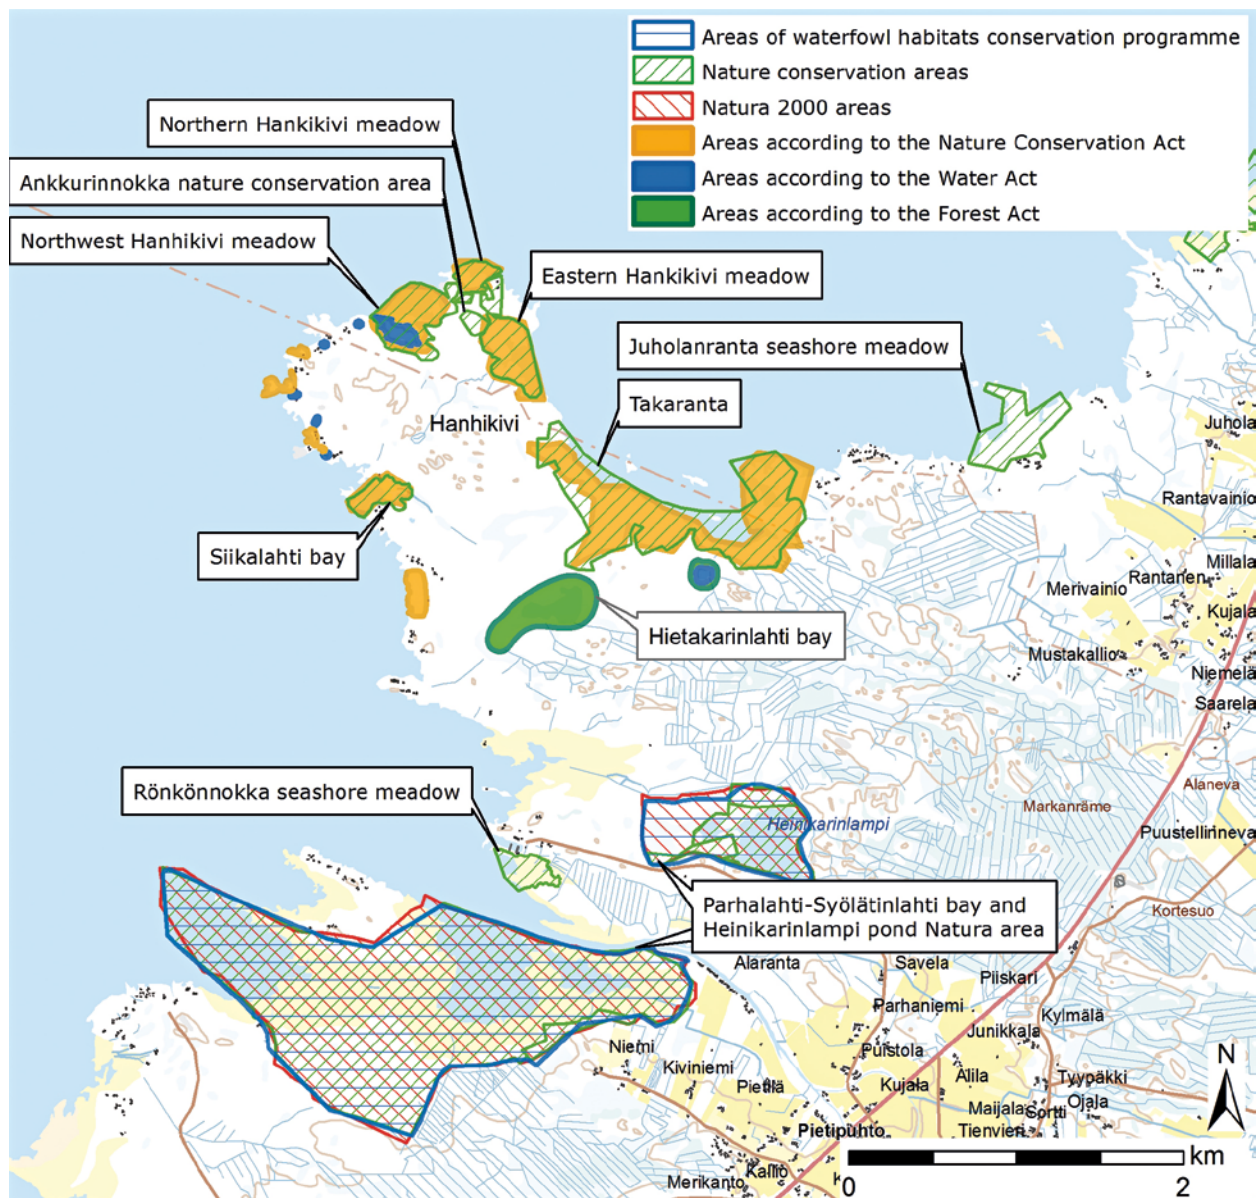 Areas of waterfowl habitats conservation programme
Nature conservation areas
Natura 2000 areas
Areas according to the Nature Conservation Act
Areas according to the Water Act
Areas according to the Forest Act
Northern Hankikivi meadow
Ankkurinnokka nature conservation area
Northwest Hanhikivi meadow
Eastern Hankikivi meadow
Juholanranta seashore meadow
Takaranta
Hanhikivi
Juhola
Rantavainio
Siikalahti bay
Millala
Rantanen
Merivainio
Kujala
Hietakarinlahti bay
Mustakallio
Niemelä
Saarela
Rönkönnokka seashore meadow
Alaneva
Markanräme
Heinikarinlampi
Puustellinneva
Parhalahti-Syölätinlahti bay and
Heinikarinlampi pond Natura area
Kortesuo
Alaranta
Savela
Piiskari
Parhaniemi
Kylmälä
Junikkala
Niemi
Puistola
Kiviniemi
Pietilä
Kujala
Alila
Tyypäkki
Ojala
Maijala
Sortti
Tienvieri
Pietipuhto
Kallio
Merikanto
N
km
0
2